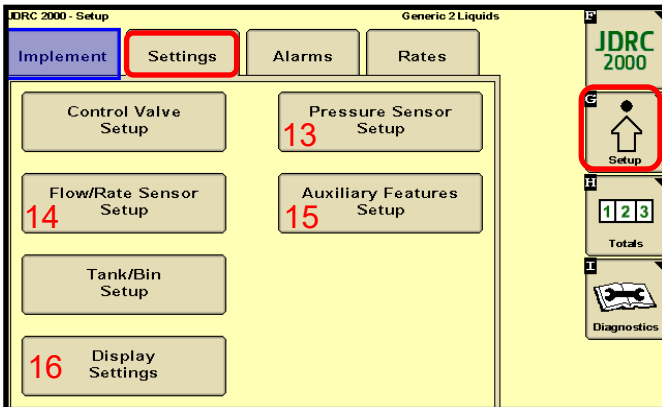 JDRC 2000 - Setup
Generic 2 Liquids
Implement
Settings
Alarms
Rates
Control Valve
Setup
Pressure Sensor
13 Setup
Flow/Rate Sensor
14 Setup
Auxiliary Features
15 Setup
Tank/Bin
Setup
16 Display
Settings
F
JDRC
2000
G
Setup
H
1 2 3
Totals
I
Diagnostics